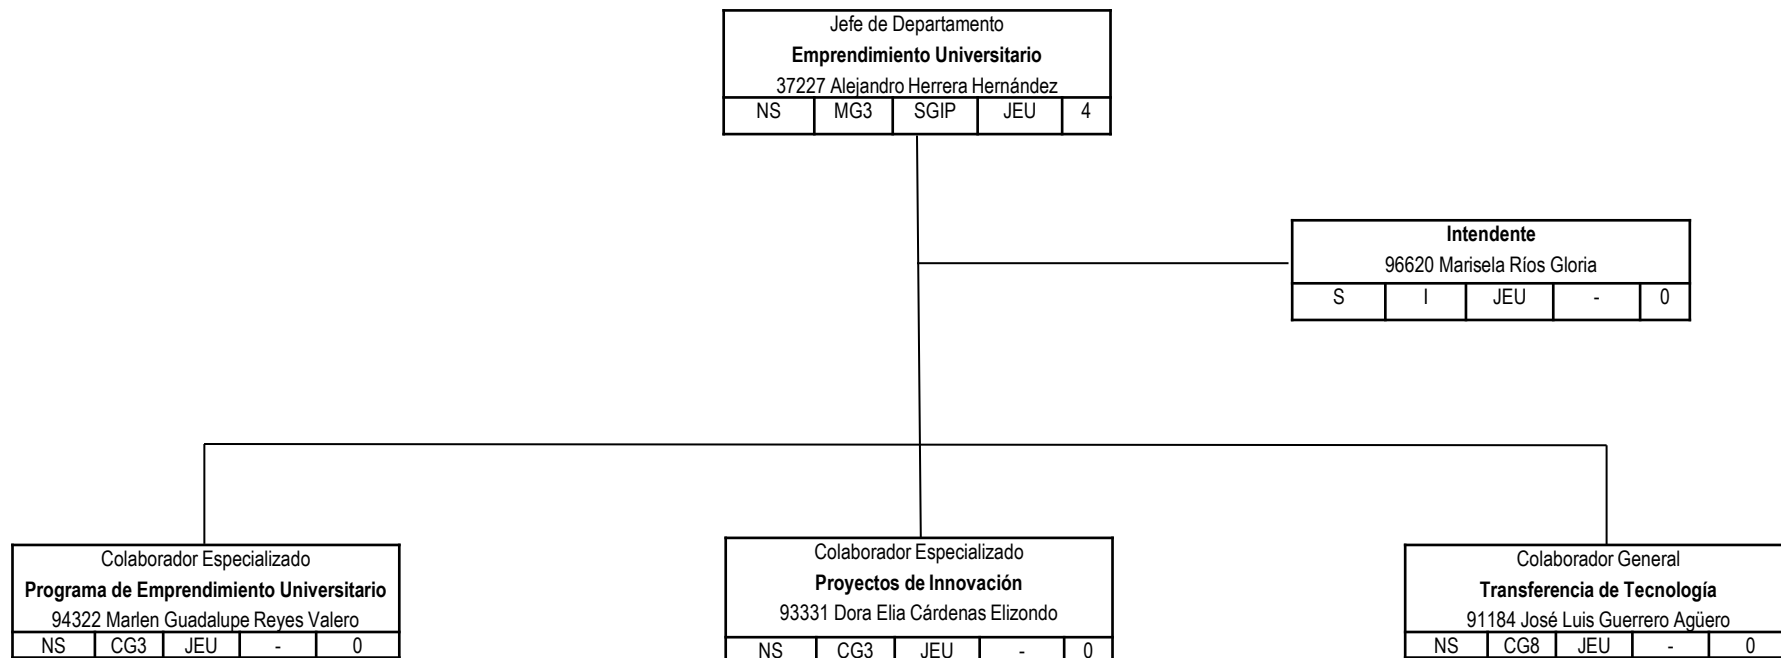 Jefe de Departamento
Emprendimiento Universitario
37227 Alejandro Herrera Hernández
NS MG3 SGIP JEU 4
Intendente
96620 Marisela Ríos Gloria
S I JEU - 0
Colaborador Especializado
Programa de Emprendimiento Universitario
94322 Marlen Guadalupe Reyes Valero
NS CG3 JEU - 0
Colaborador Especializado
Proyectos de Innovación
93331 Dora Elia Cárdenas Elizondo
NS CG3 JEU - 0
Colaborador General
Transferencia de Tecnología
91184 José Luis Guerrero Agüero
NS CG8 JEU - 0